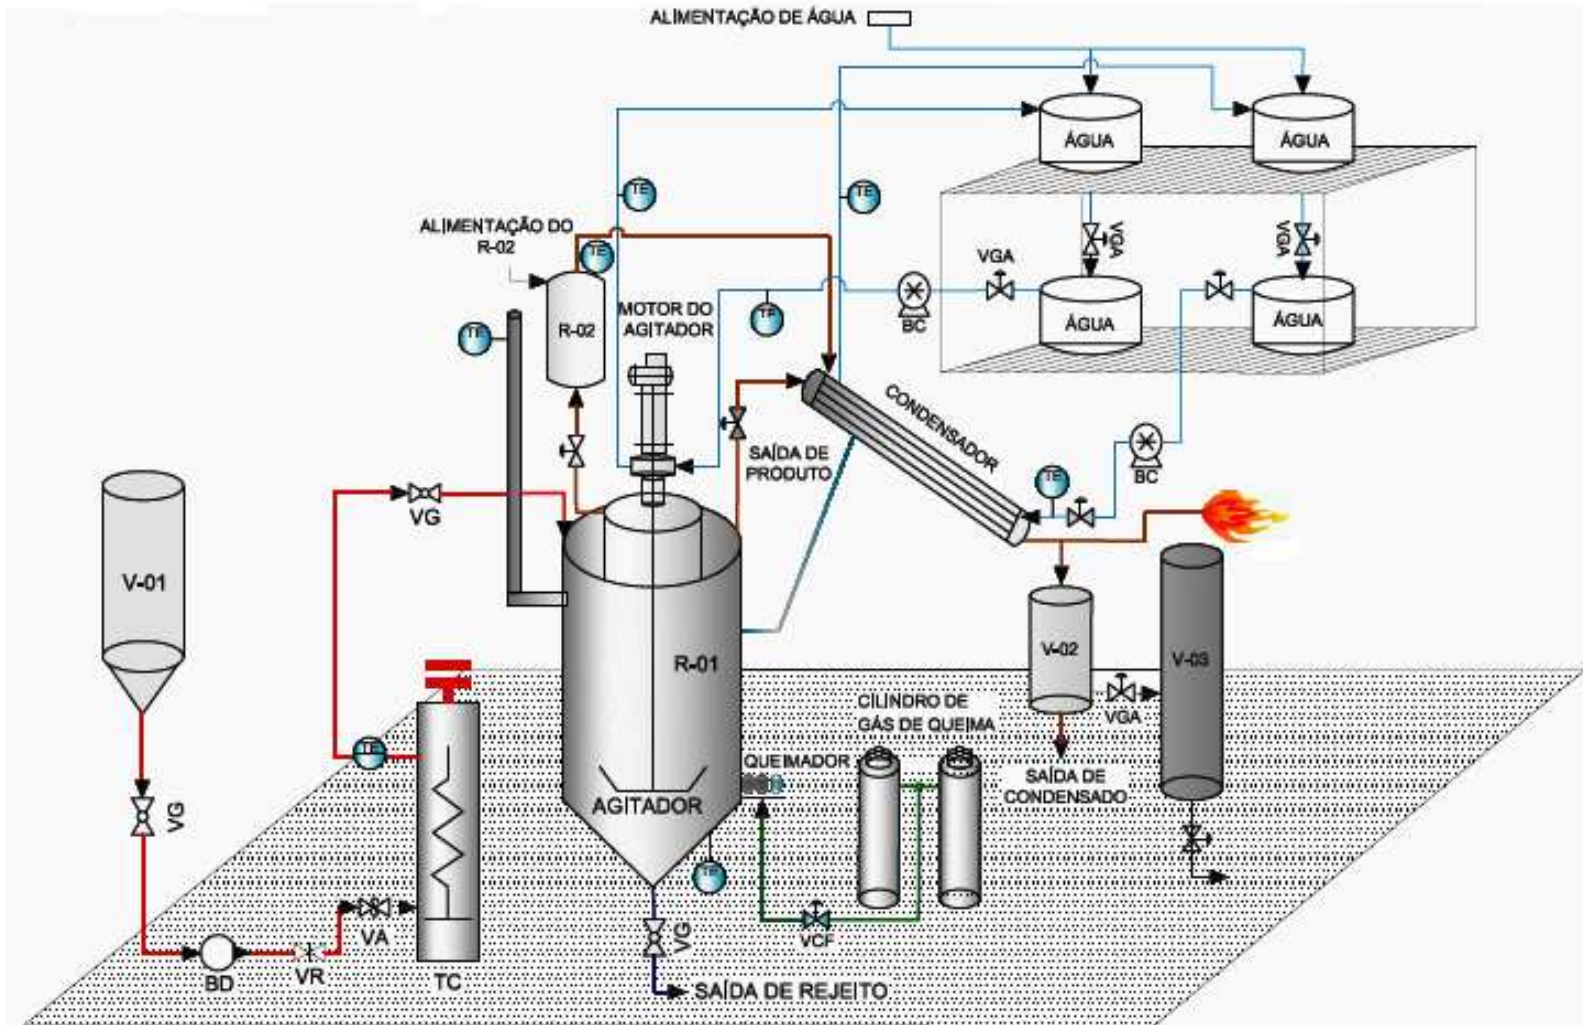 ALIMENTAÇÃO DE ÁGUA
ÁGUA
ÁGUA
TE
TE
ALIMENTAÇÃO DO
R-02
TE
VGA
VGA
VGA
R-02
MOTOR DO
AGITADOR
TE
TE
BC
ÁGUA
ÁGUA
CONDENSADOR
SAÍDA DE
PRODUTO
BC
TE
VG
V-01
R-01
V-02
V-03
VGA
CILINDRO DE
GÁS DE QUEIMA
TE
QUEIMADOR
SAÍDA DE
CONDENSADO
AGITADOR
VG
TE
VA
VG
VCF
BD
VR
TC
SAÍDA DE REJEITO